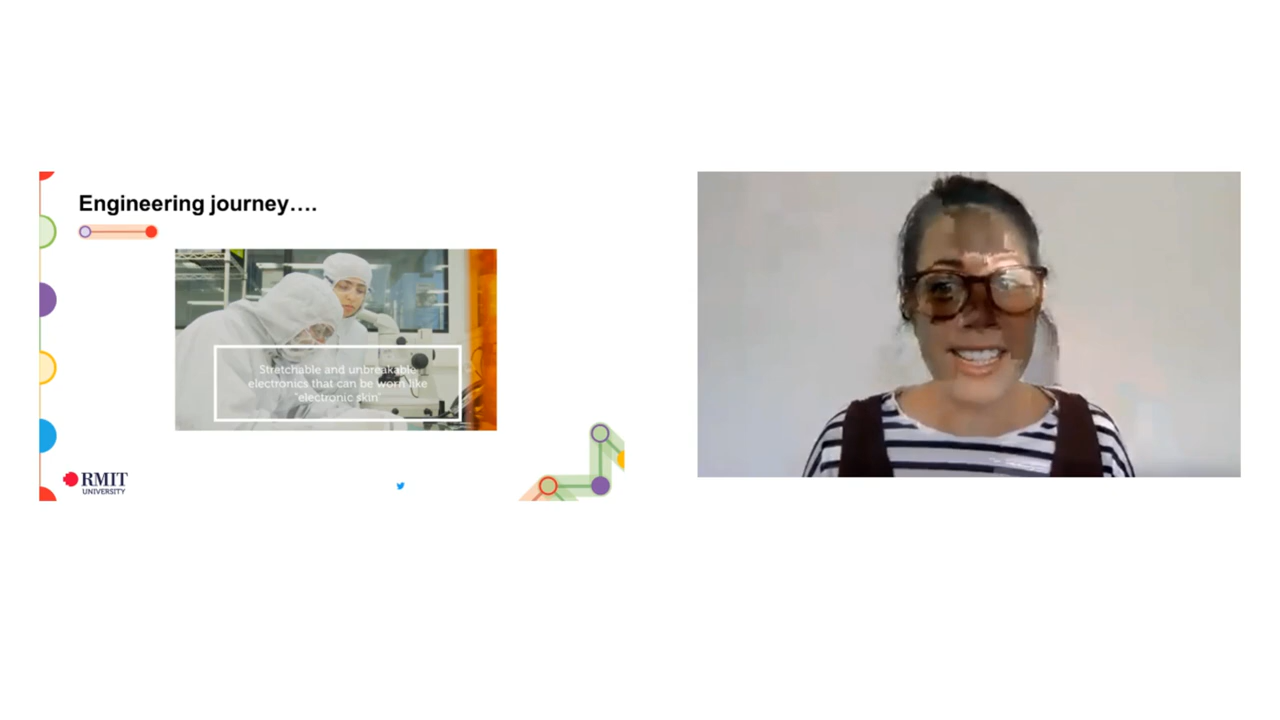 Engineering journey....
Stretchable and unbreakable
electronics that can be worn like
"electronic skin"
RMIT
UNIVERSITY